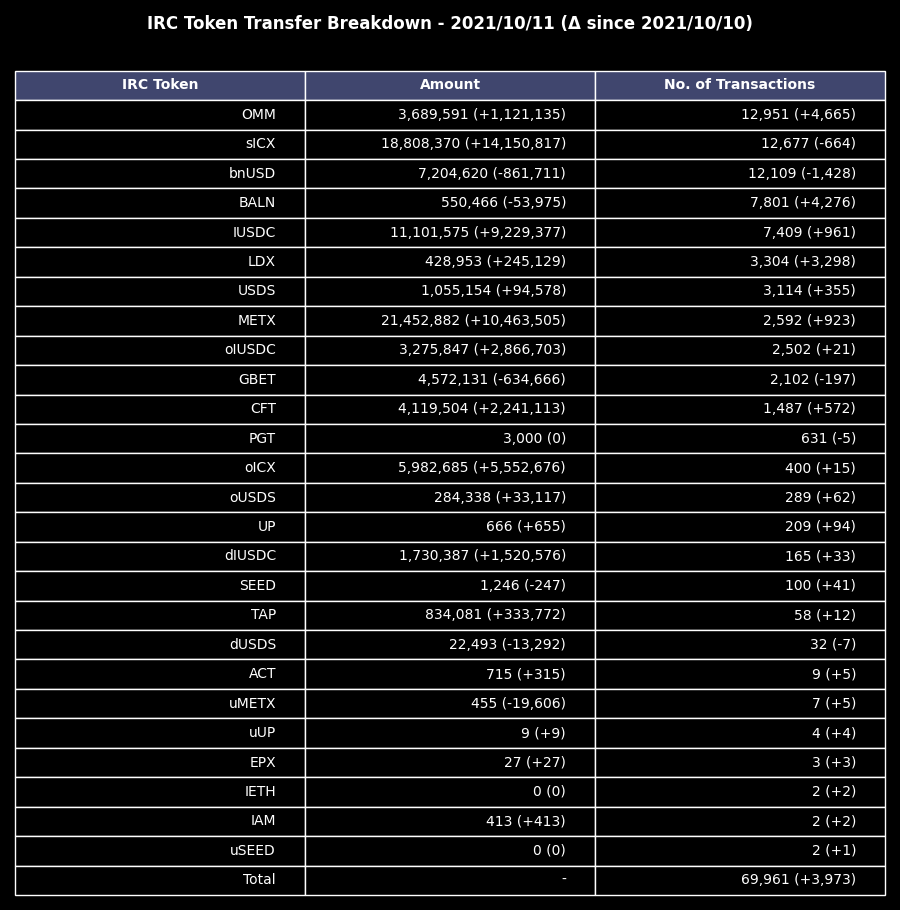 IRC Token Transfer Breakdown - 2021/10/11 (Δ since 2021/10/10)
IRC Token Amount No. of Transactions
OMM 3,689,591 (+1,121,135) 12,951 (+4,665)
sICX 18,808,370 (+14,150,817) 12,677 (-664)
bnUSD 7,204,620 (-861,711) 12,109 (-1,428)
BALN 550,466 (-53,975) 7,801 (+4,276)
IUSDC 11,101,575 (+9,229,377) 7,409 (+961)
LDX 428,953 (+245,129) 3,304 (+3,298)
USDS 1,055,154 (+94,578) 3,114 (+355)
METX 21,452,882 (+10,463,505) 2,592 (+923)
oIUSDC 3,275,847 (+2,866,703) 2,502 (+21)
GBET 4,572,131 (-634,666) 2,102 (-197)
CFT 4,119,504 (+2,241,113) 1,487 (+572)
PGT 3,000 (0) 631 (-5)
oICX 5,982,685 (+5,552,676) 400 (+15)
oUSDS 284,338 (+33,117) 289 (+62)
UP 666 (+655) 209 (+94)
dIUSDC 1,730,387 (+1,520,576) 165 (+33)
SEED 1,246 (-247) 100 (+41)
TAP 834,081 (+333,772) 58 (+12)
dUSDS 22,493 (-13,292) 32 (-7)
ACT 715 (+315) 9 (+5)
uMETX 455 (-19,606) 7 (+5)
uUP 9 (+9) 4 (+4)
EPX 27 (+27) 3 (+3)
IETH 0 (0) 2 (+2)
IAM 413 (+413) 2 (+2)
uSEED 0 (0) 2 (+1)
Total - 69,961 (+3,973)